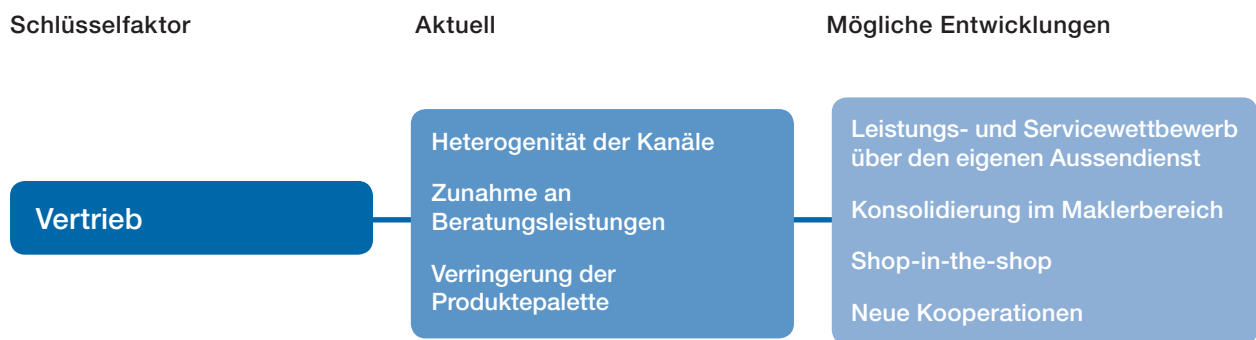 Schlüsselfaktor
Aktuell
Mögliche Entwicklungen
Vertrieb
Heterogenität der Kanäle
Zunahme an
Beratungsleistungen
Verringerung der
Produktepalette
Leistungs- und Servicewettbewerb
über den eigenen Aussendienst
Konsolidierung im Maklerbereich
Shop-in-the-shop
Neue Kooperationen